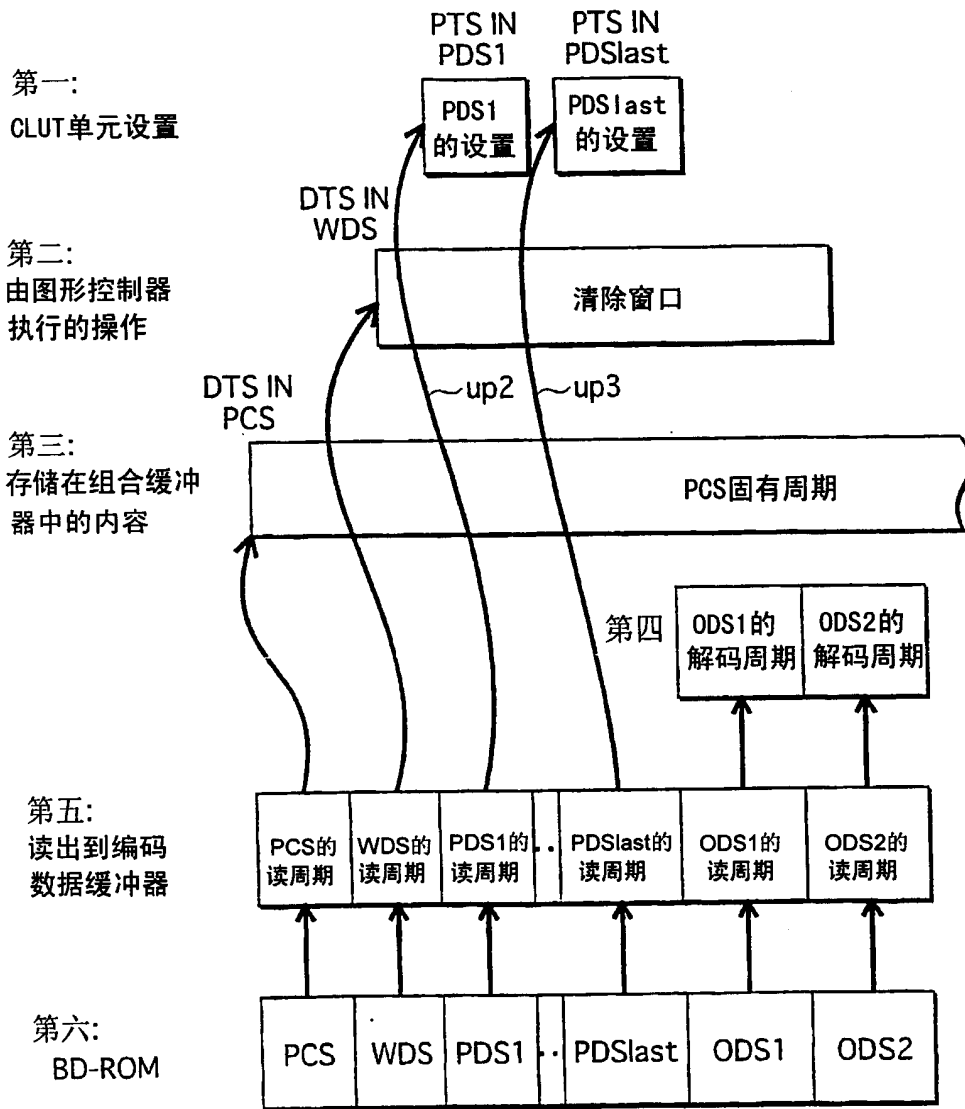 PTS IN
PDS1
PTS IN
PDSlast
第一:
CLUT单元设置
PDS1
的设置
PDSlast
的设置
DTS IN
WDS
第二:
由图形控制器
执行的操作
清除窗口
DTS IN
PCS
up2
up3
第三:
存储在组合缓冲
器中的内容
PCS固有周期
第四
ODS1的
解码周期
ODS2的
解码周期
第五:
读出到编码
数据缓冲器
PCS的
读周期
WDS的
读周期
PDS1的
读周期
..
PDSlast的
读周期
ODS1的
读周期
ODS2的
读周期
第六:
BD-ROM
PCS
WDS
PDS1
..
PDSlast
ODS1
ODS2